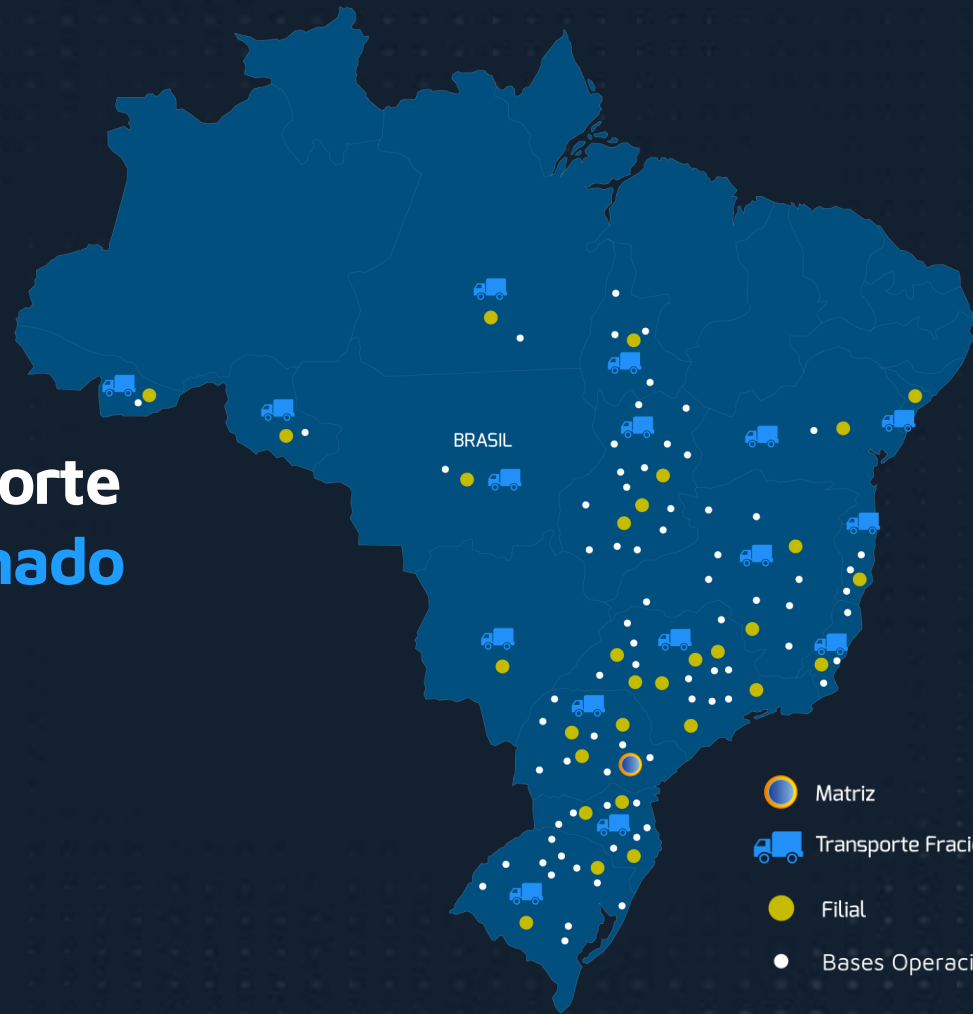 orte
nado
BRASIL
Matriz
Transporte Fraci
Filial
Bases Operaci